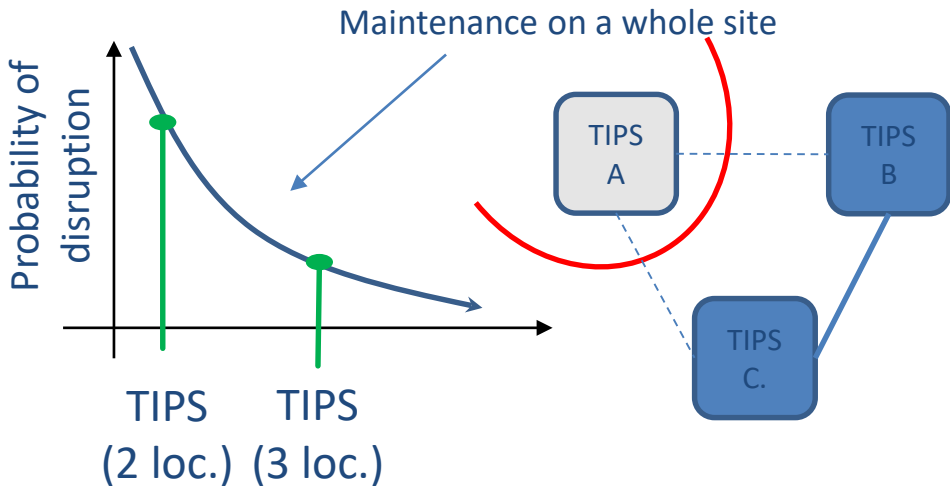 Maintenance on a whole site
Probability of
disruption
TIPS
A
TIPS
B
TIPS
C.
TIPS
(2 loc.)
TIPS
(3 loc.)